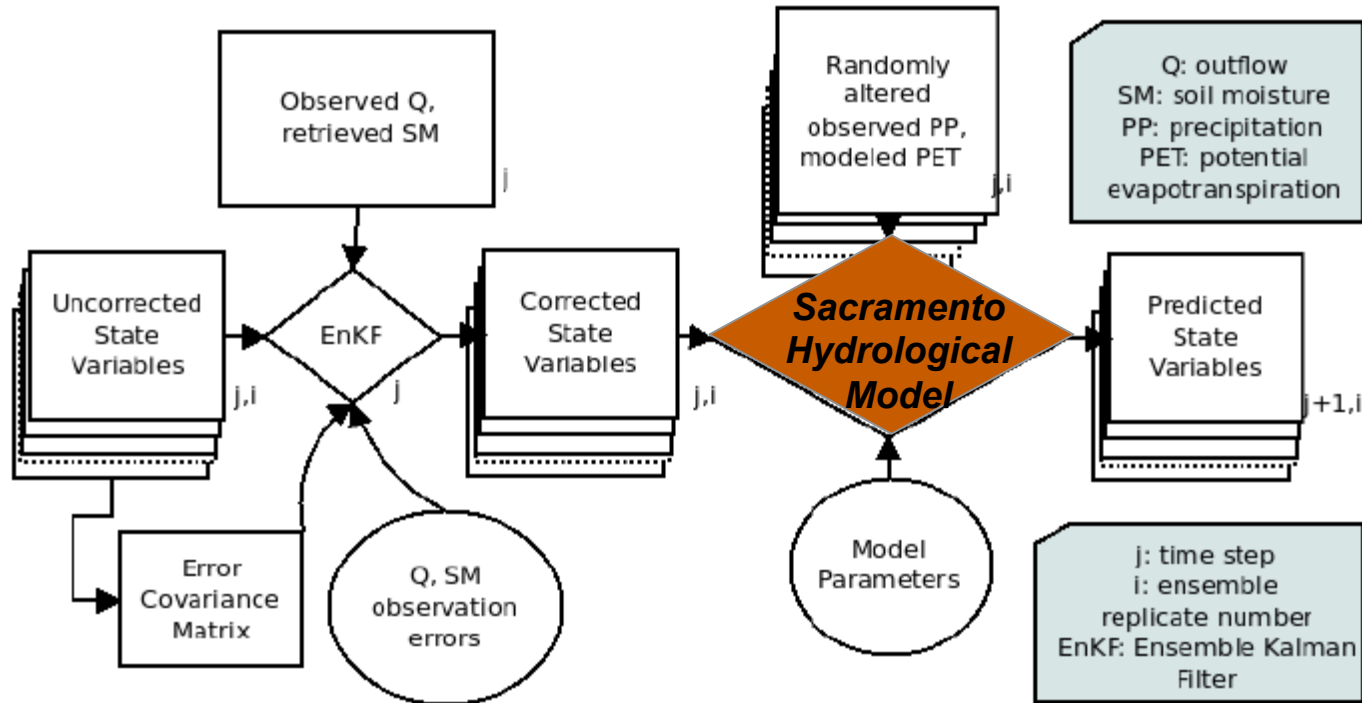 Observed Q,
retrieved SM
j
Randomly
altered
observed PP,
modeled PET
j,i
Q: outflow
SM: soil moisture
PP: precipitation
PET: potential
evapotranspiration
Uncorrected
State
Variables
j,i
EnKF
j
Corrected
State
Variables
j,i
Sacramento
Hydrological
Model
Predicted
State
Variables
j+1,i
Error
Covariance
Matrix
Q, SM
observation
errors
Model
Parameters
j: time step
i: ensemble
replicate number
EnKF: Ensemble Kalman
Filter